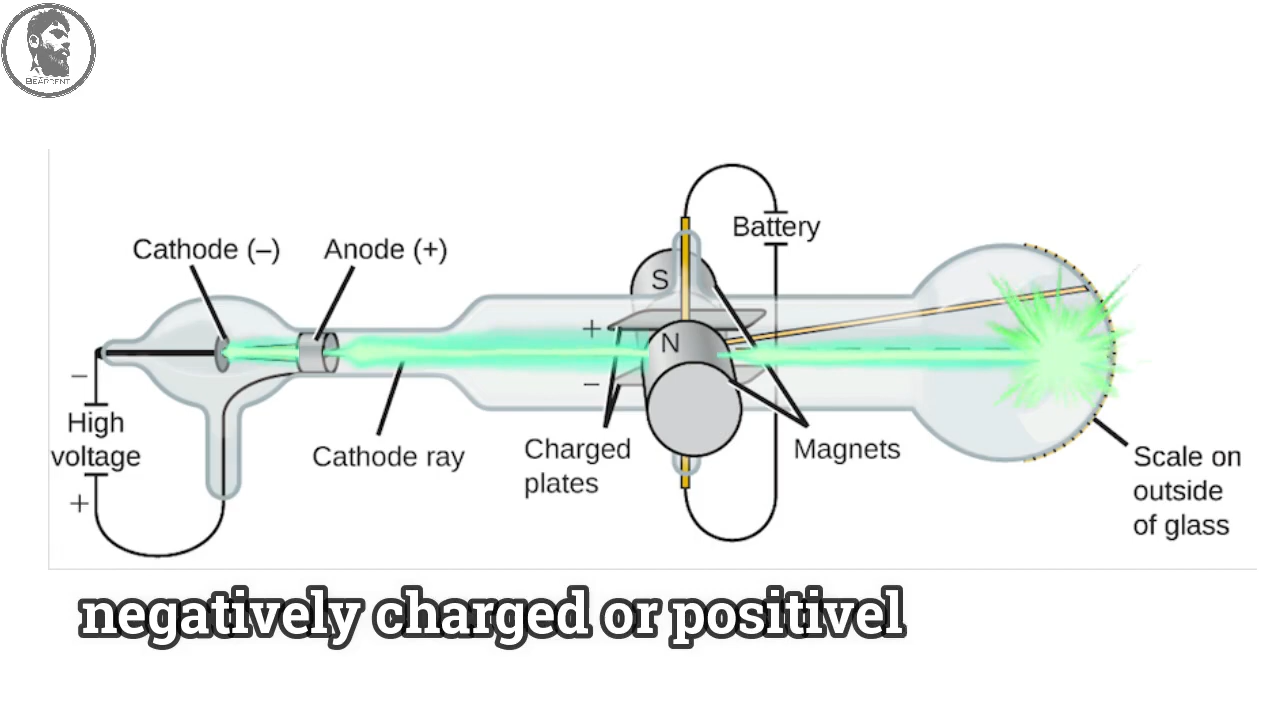 BEARDENT
Cathode (–)
Anode (+)
Battery
S
N
+
–
–
High
voltage
+
Cathode ray
Charged
plates
Magnets
Scale on
outside
of glass
negatively charged or positivel